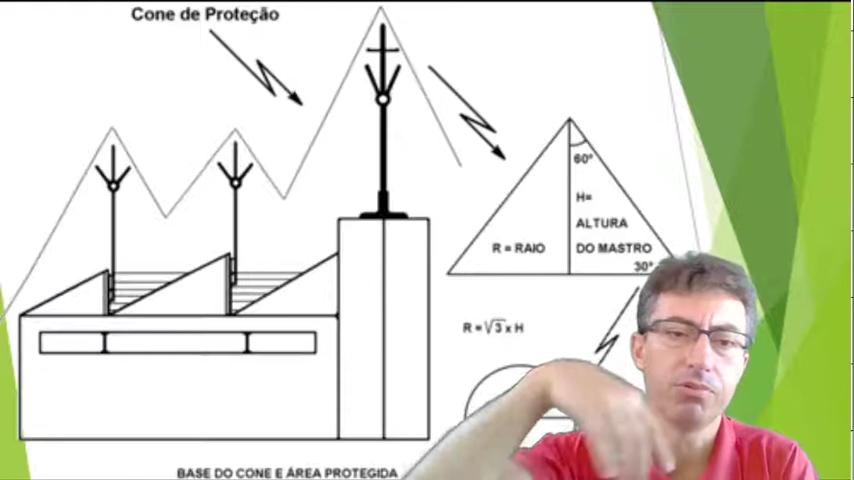 Cone de Proteção
60°
H=
ALTURA
DO MASTRO
R = RAIO
30°
R = √3 x H
BASE DO CONE E ÁREA PROTEGIDA